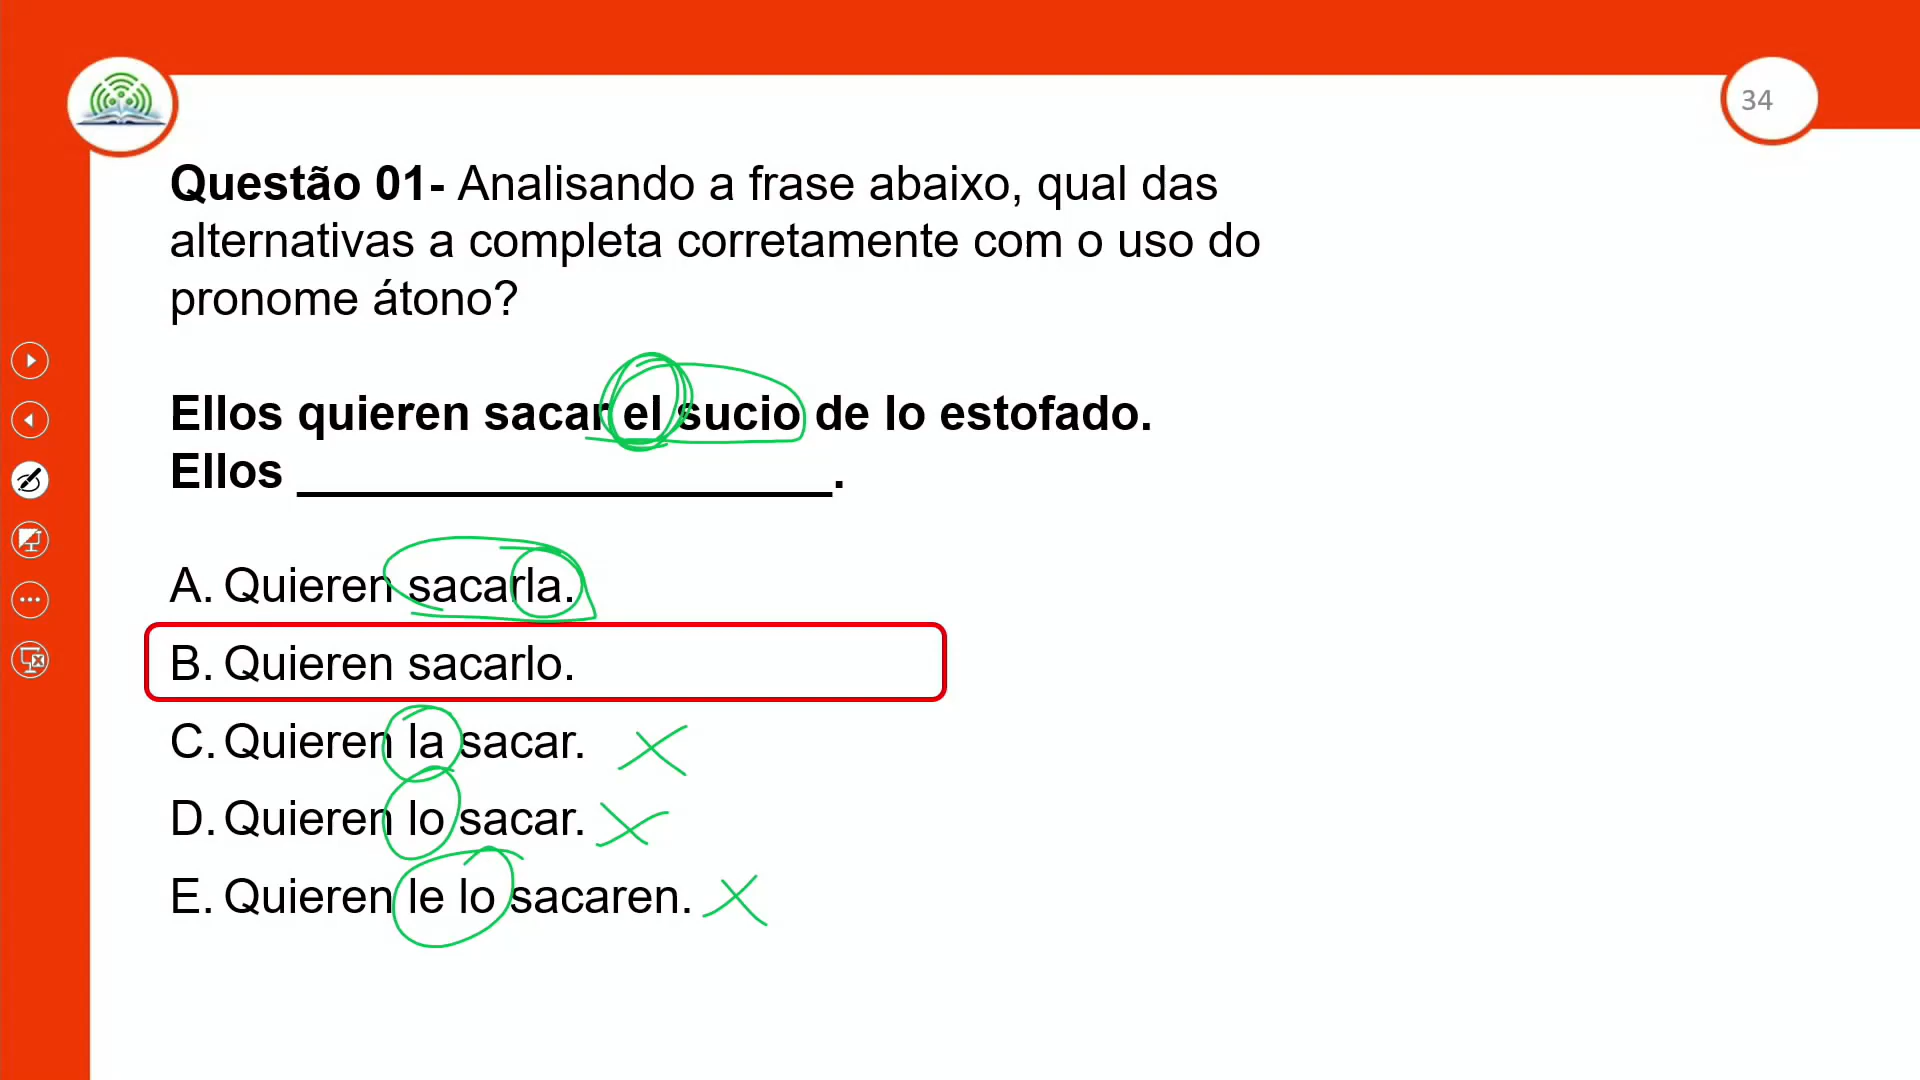 34
Questão 01- Analisando a frase abaixo, qual das
alternativas a completa corretamente com o uso do
pronome átono?
Ellos quieren sacar el sucio de lo estofado.
Ellos ____________________.
A. Quieren sacarla.
B. Quieren sacarlo.
C. Quieren la sacar.
D. Quieren lo sacar.
E. Quieren le lo sacaren.